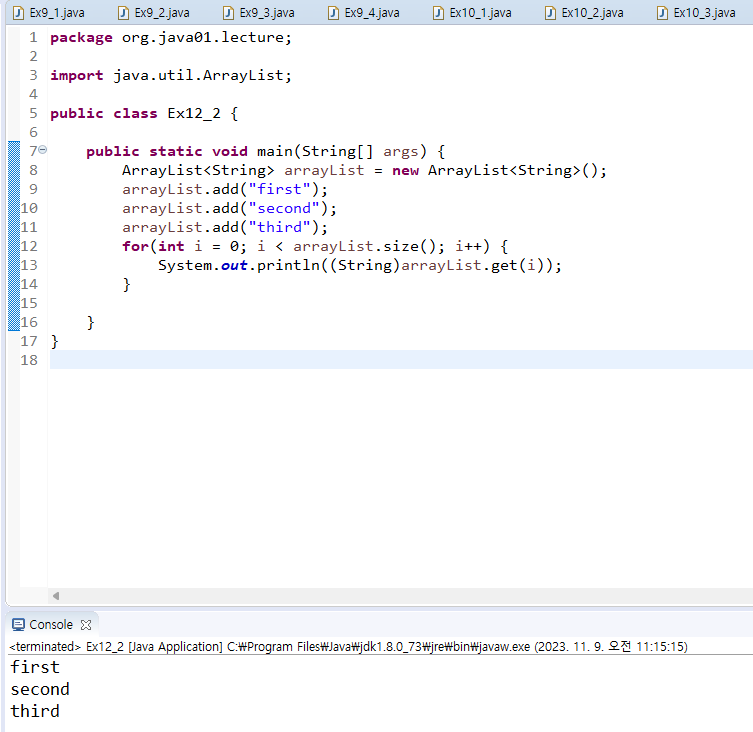 Ex9_1.java Ex9_2.java Ex9_3.java Ex9_4.java Ex10_1.java Ex10_2.java Ex10_3.java
1 package org.java01.lecture;
2
3 import java.util.ArrayList;
4
5 public class Ex12_2 {
6
7 public static void main(String[] args) {
8 ArrayList<String> arrayList = new ArrayList<String>();
9 arrayList.add("first");
10 arrayList.add("second");
11 arrayList.add("third");
12 for(int i = 0; i < arrayList.size(); i++) {
13 System.out.println((String)arrayList.get(i));
14 }
15
16 }
17 }
18
Console
<terminated> Ex12_2 [Java Application] C:₩Program Files₩Java₩jdk1.8.0_73₩jre₩bin₩javaw.exe (2023. 11. 9. 오전 11:15:15)
first
second
third